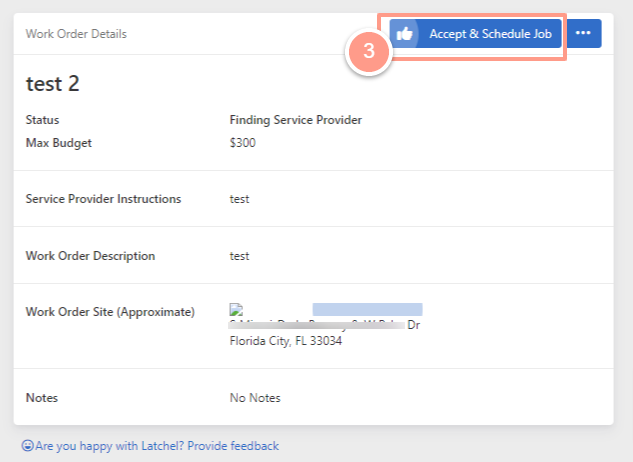 Work Order Details
Accept & Schedule Job
3
test 2
Status Finding Service Provider
Max Budget $300
Service Provider Instructions test
Work Order Description test
Work Order Site (Approximate)
Dr
Florida City, FL 33034
Notes No Notes
Are you happy with Latchel? Provide feedback